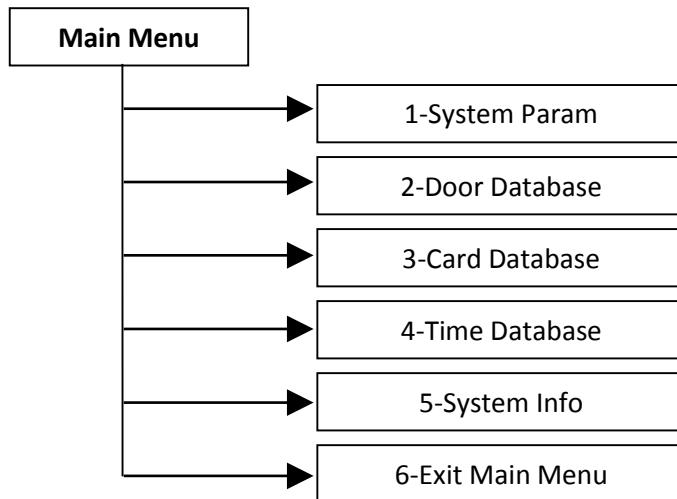 Main Menu
1-System Param
2-Door Database
3-Card Database
4-Time Database
5-System Info
6-Exit Main Menu